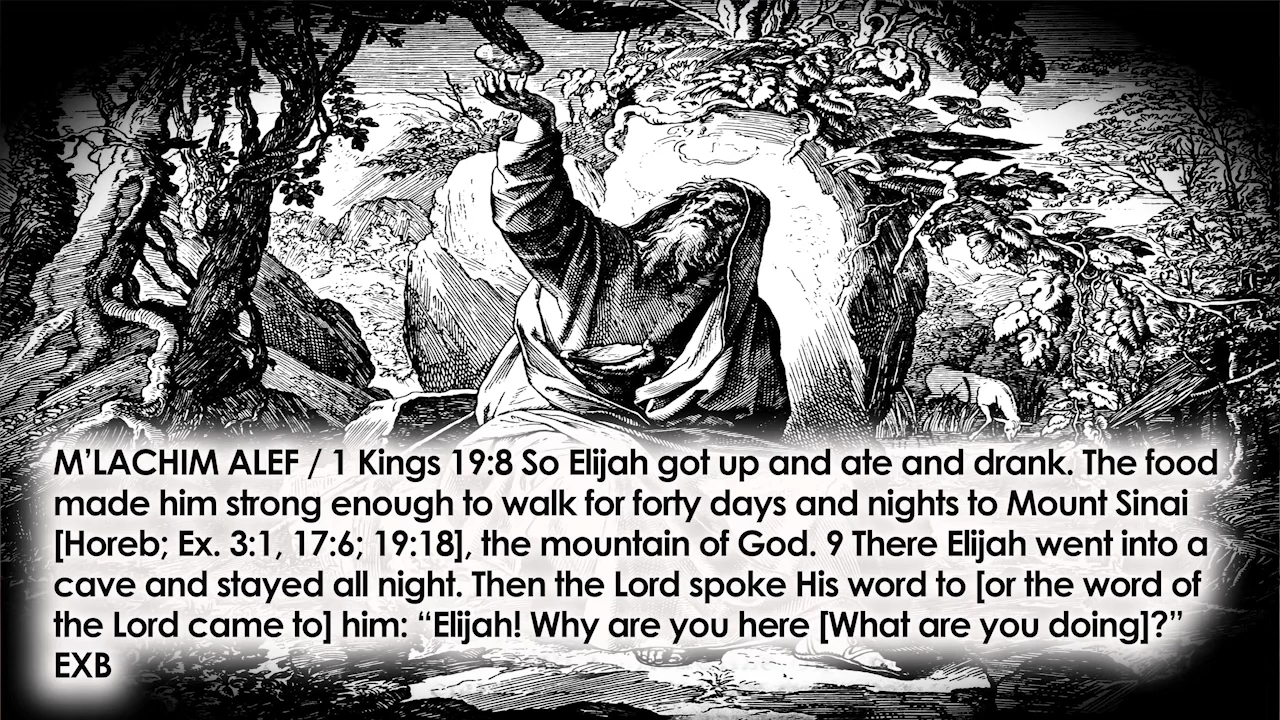 M’LACHIM ALEF / 1 Kings 19:8 So Elijah got up and ate and drank. The food
made him strong enough to walk for forty days and nights to Mount Sinai
[Horeb; Ex. 3:1, 17:6; 19:18], the mountain of God. 9 There Elijah went into a
cave and stayed all night. Then the Lord spoke His word to [or the word of
the Lord came to] him: “Elijah! Why are you here [What are you doing]?”
EXB